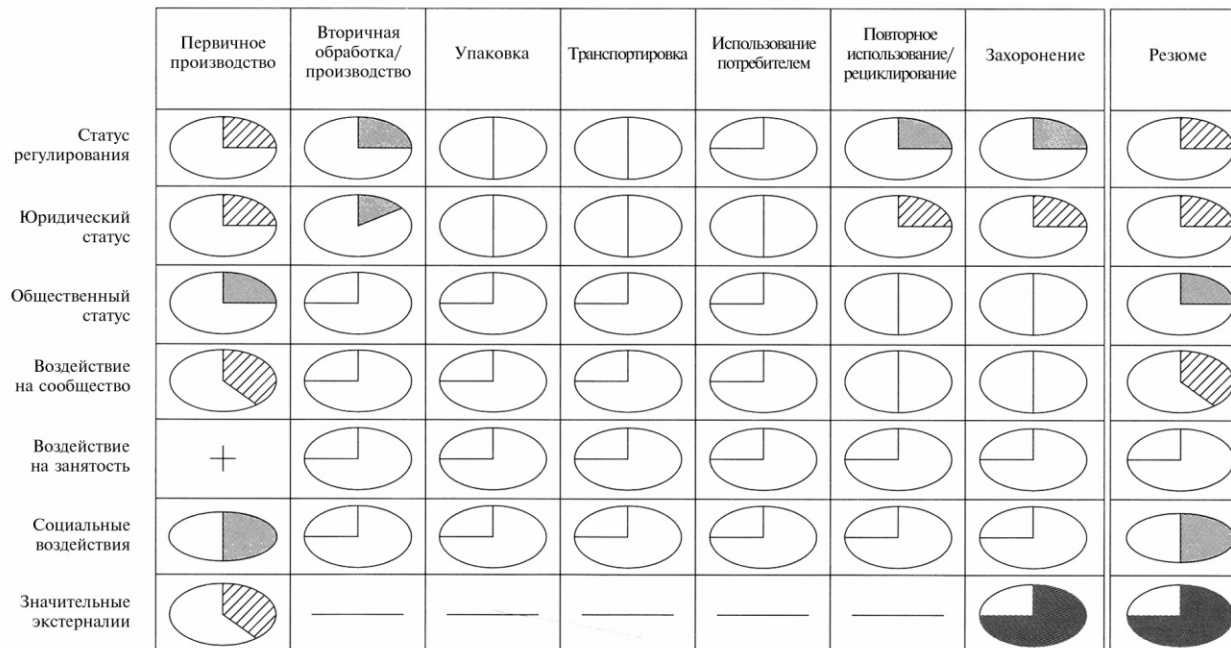 Первичное
производство
Вторичная
обработка/
производство
Упаковка
Транспортировка
Использование
потребителем
Повторное
использование/
рециклирование
Захоронение
Резюме
Статус
регулирования
Юридический
статус
Общественный
статус
Воздействие
на сообщество
Воздействие
на занятость
Социальные
воздействия
Значительные
экстерналии